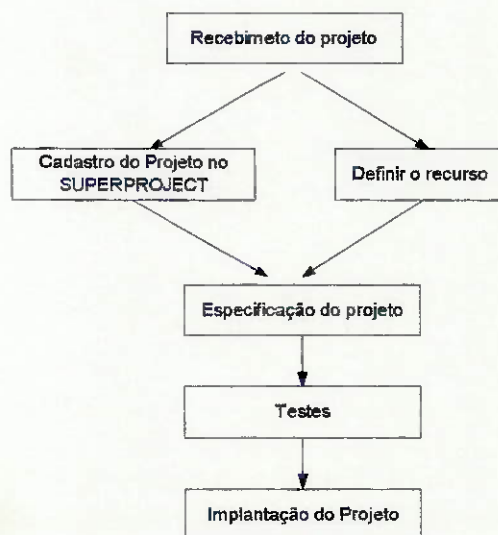 Recebimeto do projeto
Cadastro do Projeto no
SUPERPROJECT
Definir o recurso
Especificação do projeto
Testes
Implantação do Projeto